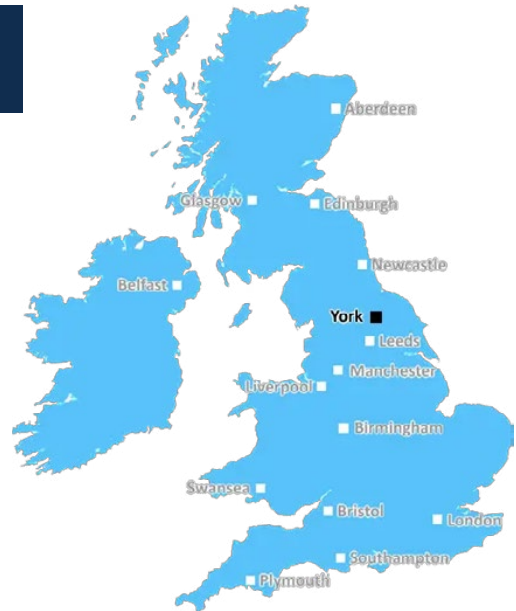 Aberdeen
Glasgow
Edinburgh
Newcastle
Belfast
York
Leeds
Manchester
Liverpool
Birmingham
Swansea
Bristol
London
Southampton
Plymouth